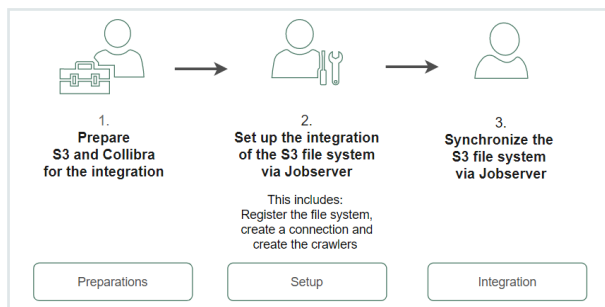 1.
Prepare
S3 and Collibra
for the integration
2.
Set up the integration
of the S3 file system
via Jobserver
This includes:
Register the file system,
create a connection and
create the crawlers
3.
Synchronize the
S3 file system
via Jobserver
Preparations
Setup
Integration